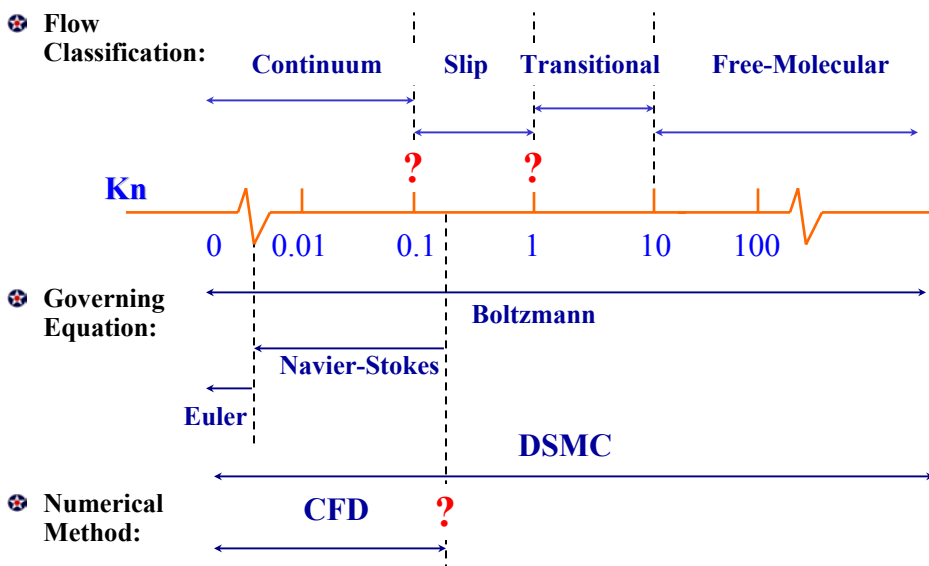 Flow
Classification:
Continuum
Slip
Transitional
Free-Molecular
?
?
Kn
0
0.01
0.1
1
10
100
Governing
Equation:
Boltzmann
Navier-Stokes
Euler
DSMC
Numerical
Method:
CFD
?